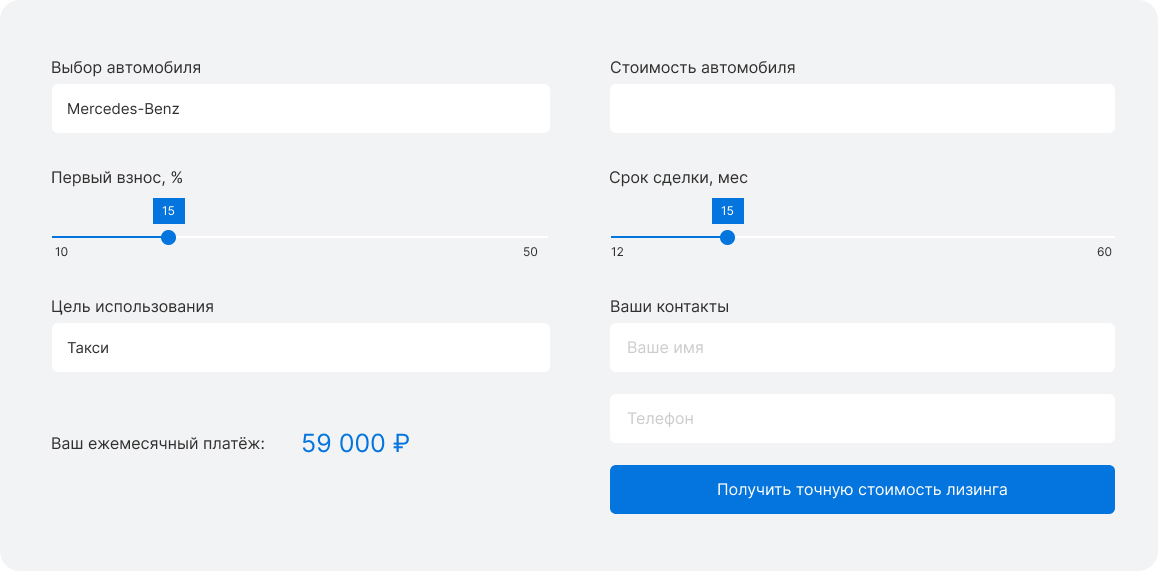 Выбор автомобиля
Mercedes-Benz
Стоимость автомобиля
Первый взнос, %
15
10
50
Срок сделки, мес
15
12
60
Цель использования
Такси
Ваш ежемесячный платёж:
59 000 ₽
Ваши контакты
Ваше имя
Телефон
Получить точную стоимость лизинга